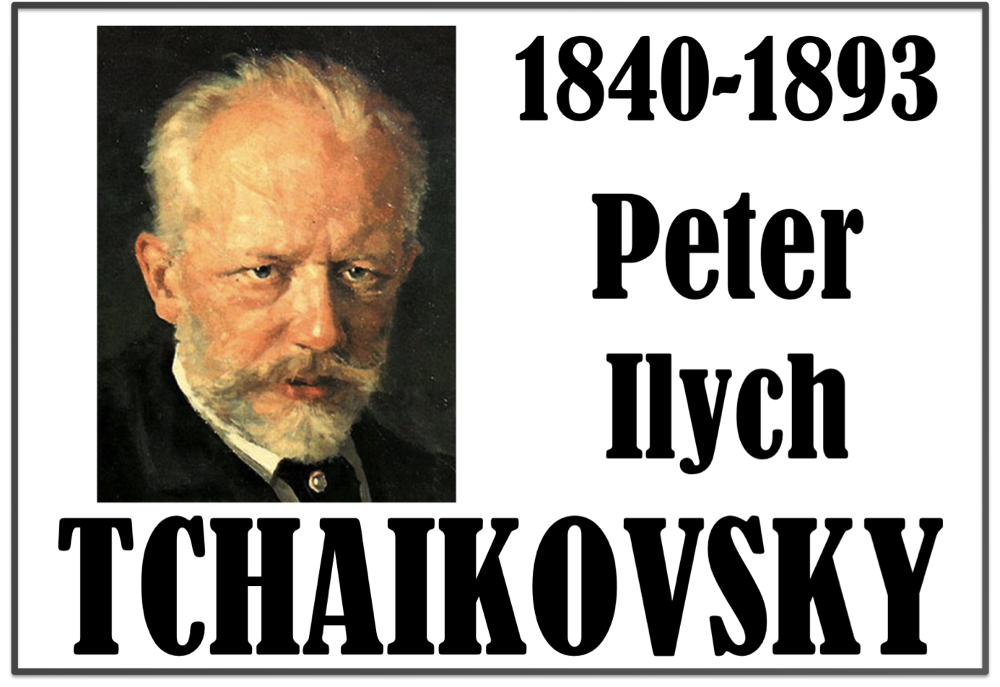 1840-1893
Peter
Ilych
TCHAIKOVSKY